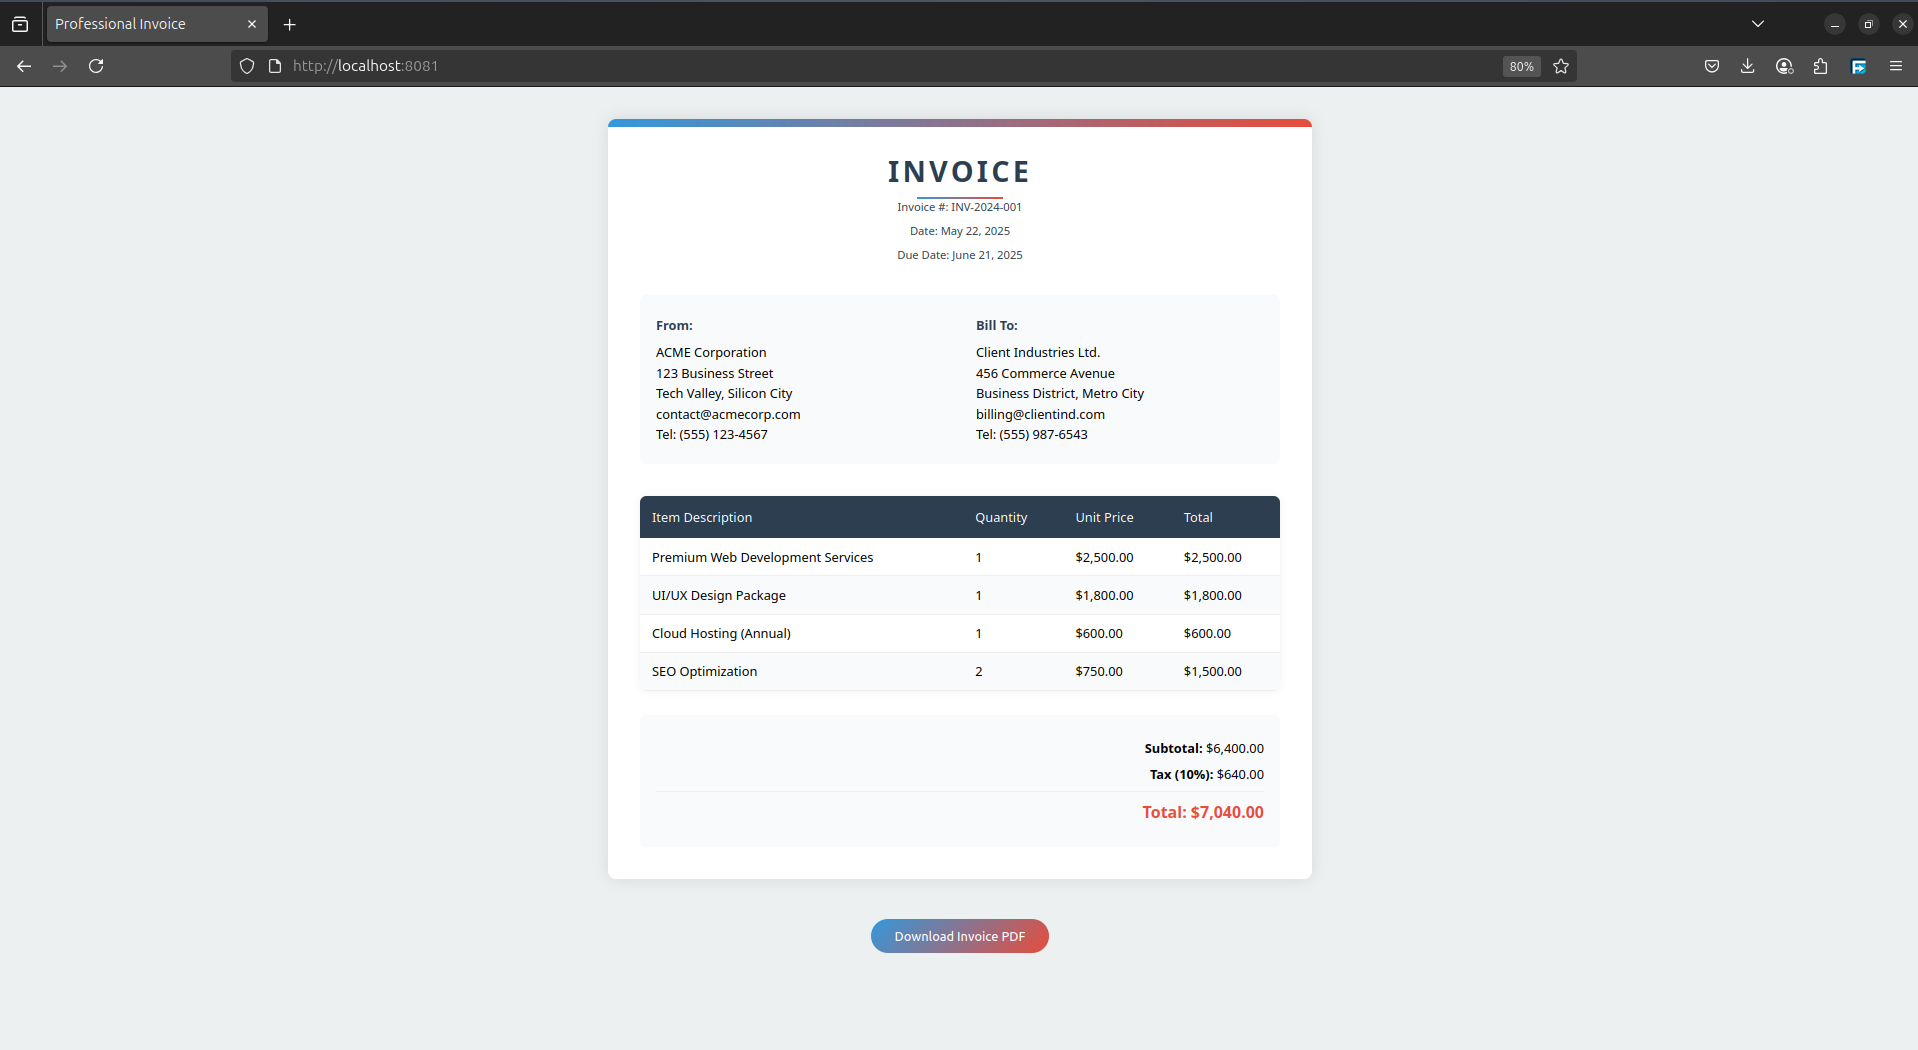 Professional Invoice
http://localhost:8081
80%
INVOICE
Invoice #: INV-2024-001
Date: May 22, 2025
Due Date: June 21, 2025
From:
ACME Corporation
123 Business Street
Tech Valley, Silicon City
contact@acmecorp.com
Tel: (555) 123-4567
Bill To:
Client Industries Ltd.
456 Commerce Avenue
Business District, Metro City
billing@clientind.com
Tel: (555) 987-6543
Item Description Quantity Unit Price Total
Premium Web Development Services 1 $2,500.00 $2,500.00
UI/UX Design Package 1 $1,800.00 $1,800.00
Cloud Hosting (Annual) 1 $600.00 $600.00
SEO Optimization 2 $750.00 $1,500.00
Subtotal: $6,400.00
Tax (10%): $640.00
Total: $7,040.00
Download Invoice PDF